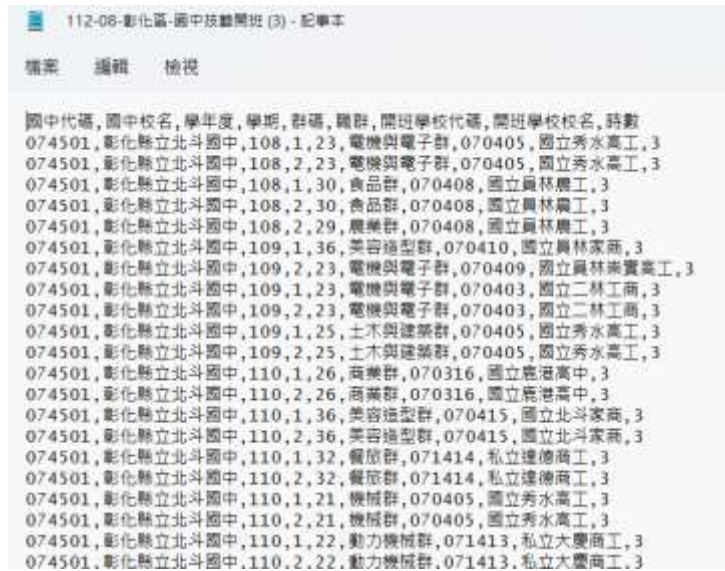 112-08-彰化區-國中技藝開班 (3) - 記事本
檔案 編輯 檢視
國中代碼,國中校名,學年度,學期,群碼,職群,開班學校代碼,開班學校校名,時數
074501,彰化縣立北斗國中,108,1,23,電機與電子群,070405,國立秀水高工,3
074501,彰化縣立北斗國中,108,2,23,電機與電子群,070405,國立秀水高工,3
074501,彰化縣立北斗國中,108,1,30,食品群,070408,國立員林農工,3
074501,彰化縣立北斗國中,108,2,30,食品群,070408,國立員林農工,3
074501,彰化縣立北斗國中,108,2,29,農業群,070408,國立員林農工,3
074501,彰化縣立北斗國中,109,1,36,美容造型群,070410,國立員林家商,3
074501,彰化縣立北斗國中,109,2,23,電機與電子群,070409,國立員林崇實高工,3
074501,彰化縣立北斗國中,109,1,23,電機與電子群,070403,國立二林工商,3
074501,彰化縣立北斗國中,109,2,23,電機與電子群,070403,國立二林工商,3
074501,彰化縣立北斗國中,109,1,25,土木與建築群,070405,國立秀水高工,3
074501,彰化縣立北斗國中,109,2,25,土木與建築群,070405,國立秀水高工,3
074501,彰化縣立北斗國中,110,1,26,商業群,070316,國立鹿港高中,3
074501,彰化縣立北斗國中,110,2,26,商業群,070316,國立鹿港高中,3
074501,彰化縣立北斗國中,110,1,36,美容造型群,070415,國立北斗家商,3
074501,彰化縣立北斗國中,110,2,36,美容造型群,070415,國立北斗家商,3
074501,彰化縣立北斗國中,110,1,32,餐旅群,071414,私立達德商工,3
074501,彰化縣立北斗國中,110,2,32,餐旅群,071414,私立達德商工,3
074501,彰化縣立北斗國中,110,1,21,機械群,070405,國立秀水高工,3
074501,彰化縣立北斗國中,110,2,21,機械群,070405,國立秀水高工,3
074501,彰化縣立北斗國中,110,1,22,動力機械群,071413,私立大慶商工,3
074501,彰化縣立北斗國中,110,2,22,動力機械群,071413,私立大慶商工,3